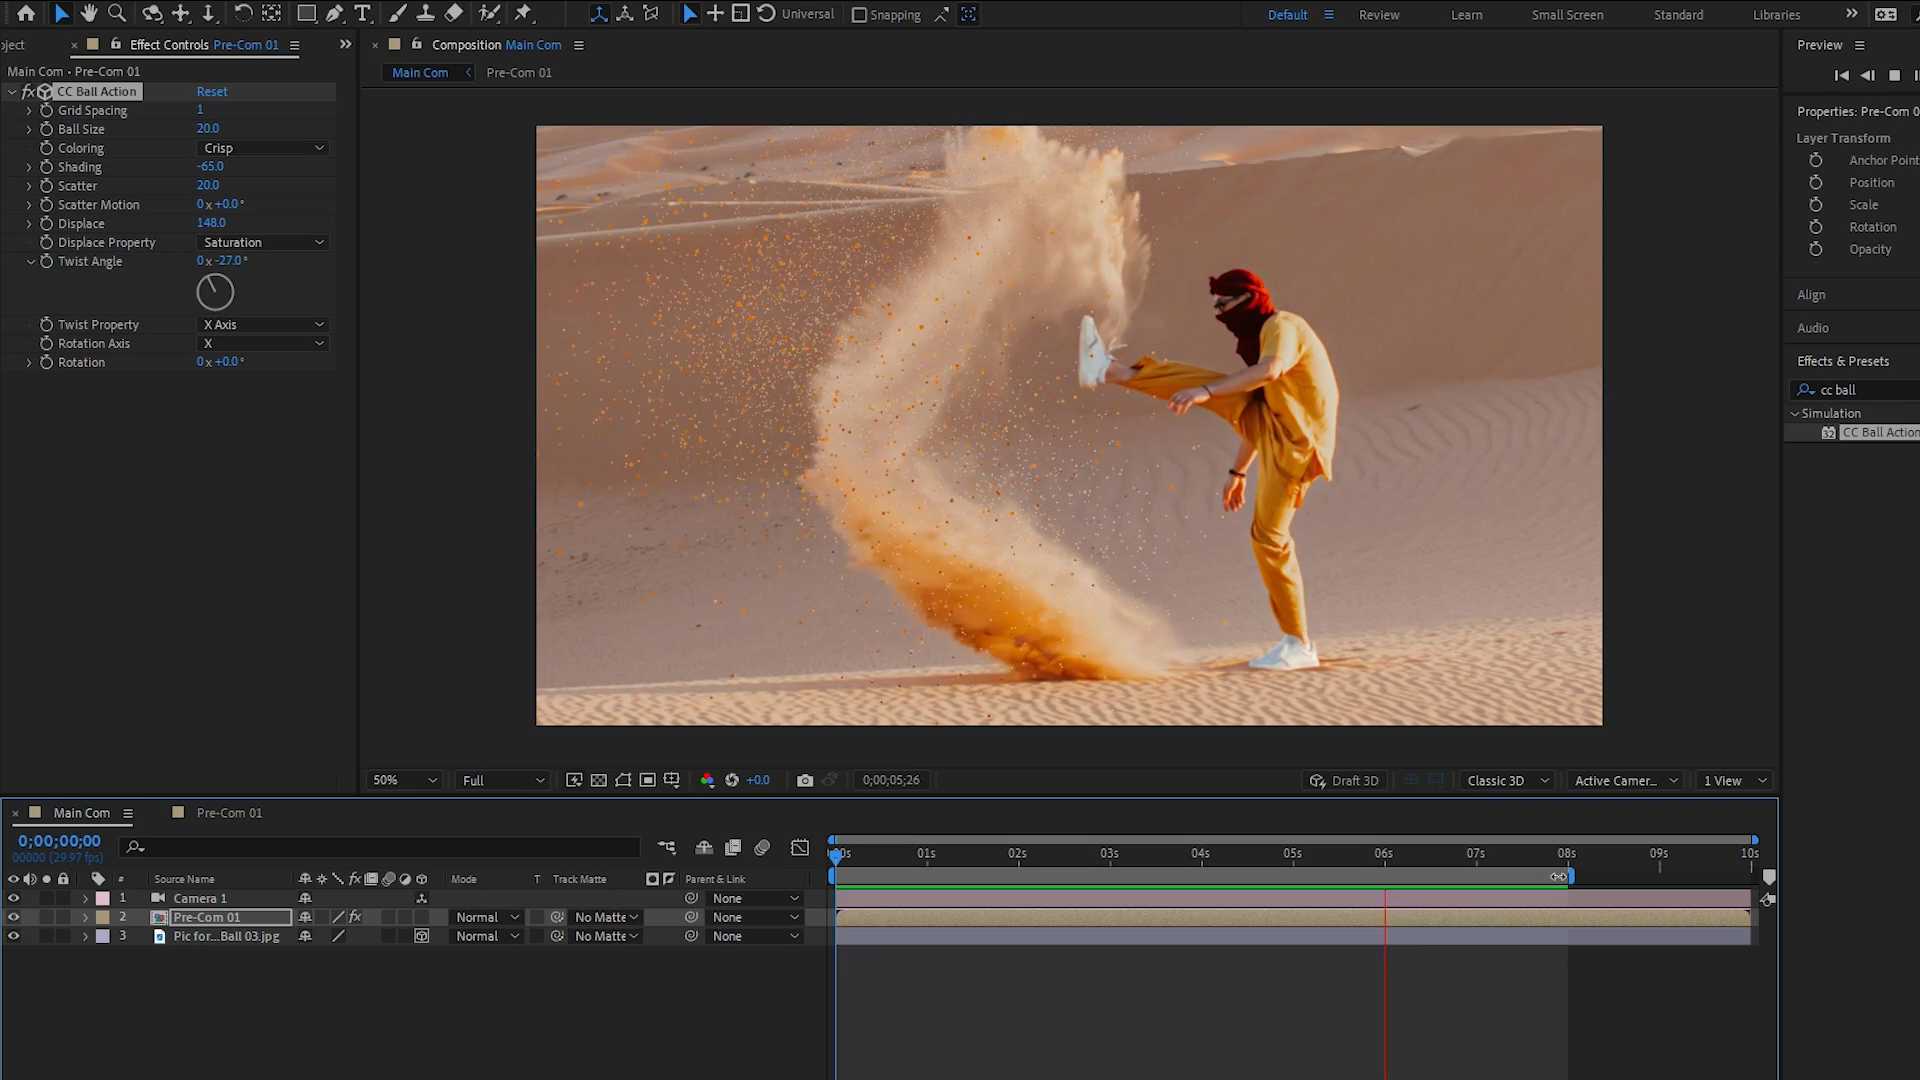 Universal Snapping Default Review Learn Small Screen Standard Libraries
Effect Controls Pre-Com 01
Composition Main Com
Preview
Main Com Pre-Com 01
Main Com • Pre-Com 01
fx CC Ball Action Reset
Grid Spacing 1
Ball Size 20.0
Coloring Crisp
Shading -65.0
Scatter 20.0
Scatter Motion 0 x +0.0°
Displace 148.0
Displace Property Saturation
Twist Angle 0 x -27.0°
Twist Property X Axis
Rotation Axis X
Rotation 0 x +0.0°
Properties: Pre-Com 0
Layer Transform
Anchor Point
Position
Scale
Rotation
Opacity
Align
Audio
Effects & Presets
cc ball
Simulation
32 CC Ball Action
50% Full +0.0 0;00;05;26 Draft 3D Classic 3D Active Camer... 1 View
Main Com Pre-Com 01
0;00;00;00
00000 (29.97 fps)
00s 01s 02s 03s 04s 05s 06s 07s 08s 09s 10s
# Source Name fx Mode T Track Matte Parent & Link
1 Camera 1 None
2 Pre-Com 01 fx Normal No Matte None
3 Pic for...Ball 03.jpg Normal No Matte None